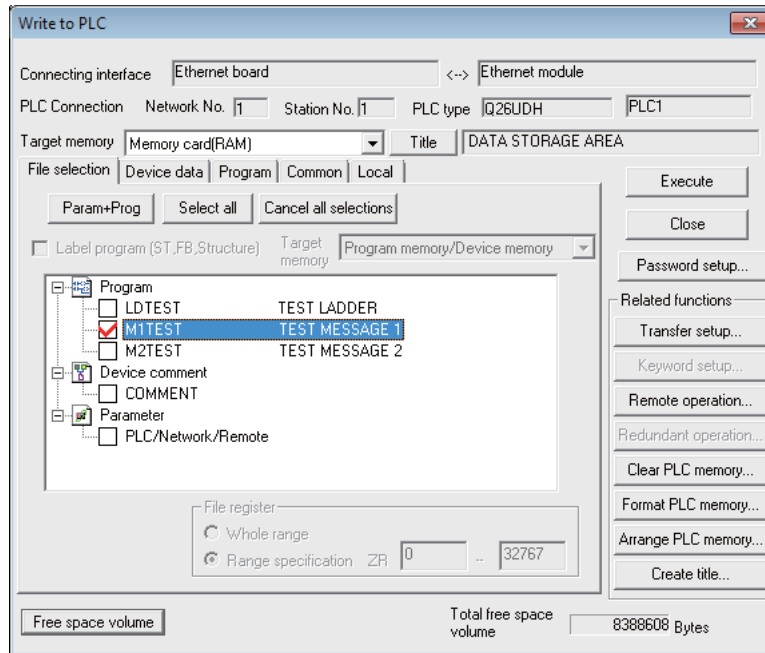 Write to PLC
Connecting interface Ethernet board <--> Ethernet module
PLC Connection Network No. 1 Station No. 1 PLC type Q26UDH PLC1
Target memory Memory card(RAM) Title DATA STORAGE AREA
File selection Device data Program Common Local
Execute
Param+Prog Select all Cancel all selections
Close
Label program (ST,FB,Structure) Target memory Program memory/Device memory
Password setup...
Program
LDTEST TEST LADDER
M1TEST TEST MESSAGE 1
M2TEST TEST MESSAGE 2
Device comment
COMMENT
Parameter
PLC/Network/Remote
Related functions
Transfer setup...
Keyword setup...
Remote operation...
Redundant operation...
Clear PLC memory...
Format PLC memory...
Arrange PLC memory...
Create title...
File register
Whole range
Range specification ZR 0 -- 32767
Free space volume
Total free space
volume 8388608 Bytes